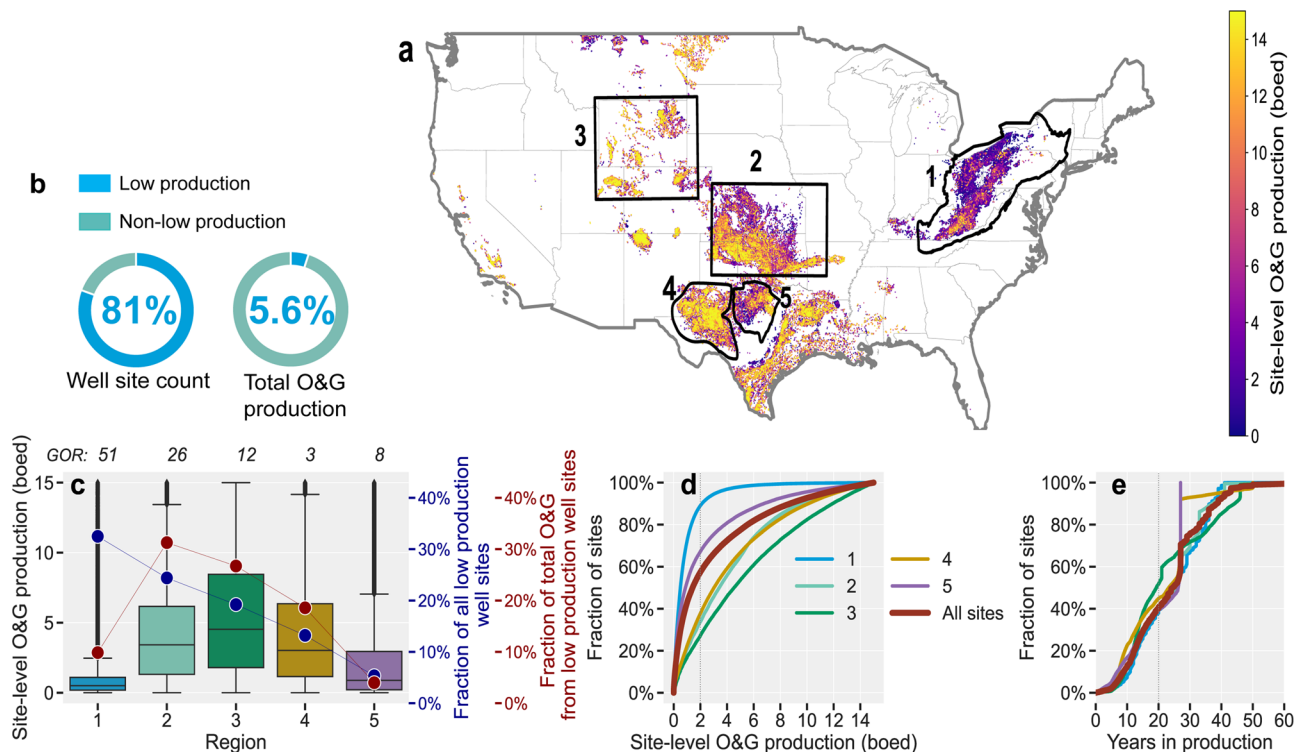 a
3
2
1
4
5
14
12
10
8
6
4
2
0
Site-level O&G production (boed)
b
Low production
Non-low production
81%
5.6%
Well site count
Total O&G
production
GOR: 51 26 12 3 8
c
Site-level O&G production (boed)
15
10
5
0
1 2 3 4 5
Region
40%
30%
20%
10%
0%
Fraction of all low production
well sites
40%
30%
20%
10%
0%
Fraction of total O&G
from low production well sites
d
Fraction of sites
100%
80%
60%
40%
20%
0%
1
2
3
4
5
All sites
0 2 4 6 8 10 12 14
Site-level O&G production (boed)
e
Fraction of sites
100%
80%
60%
40%
20%
0%
0 10 20 30 40 50 60
Years in production